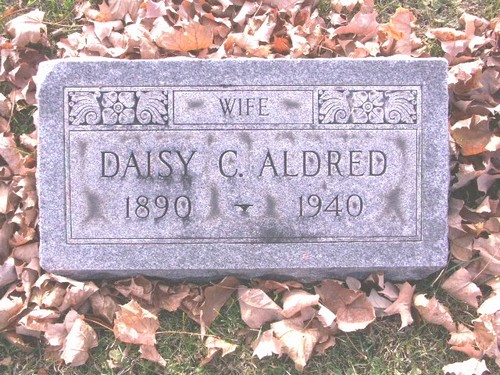 WIFE
DAISY C. ALDRED
1890 - 1940